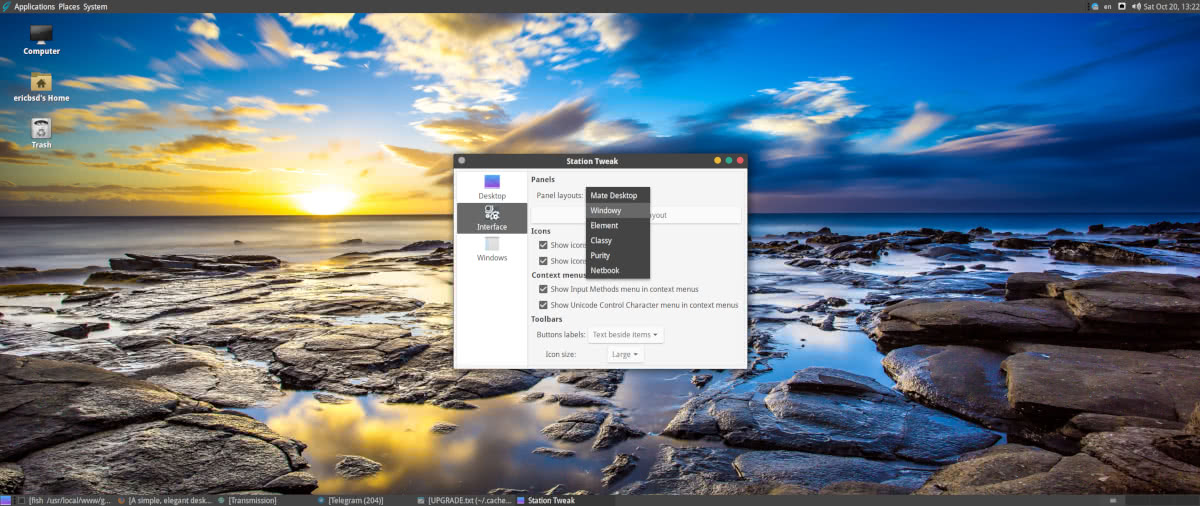 Applications Places System
en
Sat Oct 20, 13:22
Computer
ericbsd's Home
Trash
Station Tweak
Desktop
Interface
Windows
Panels
Panel layouts:
Mate Desktop
Windowy
Element
Classy
Purity
Netbook
Icons
Show icons
Show icons
Context menus
Show Input Methods menu in context menus
Show Unicode Control Character menu in context menus
Toolbars
Buttons labels: Text beside items
Icon size: Large
[fish /usr/local/www/g...
[A simple, elegant desk...
[Transmission]
[Telegram (204)]
[UPGRADE.txt (~/.cache...
Station Tweak